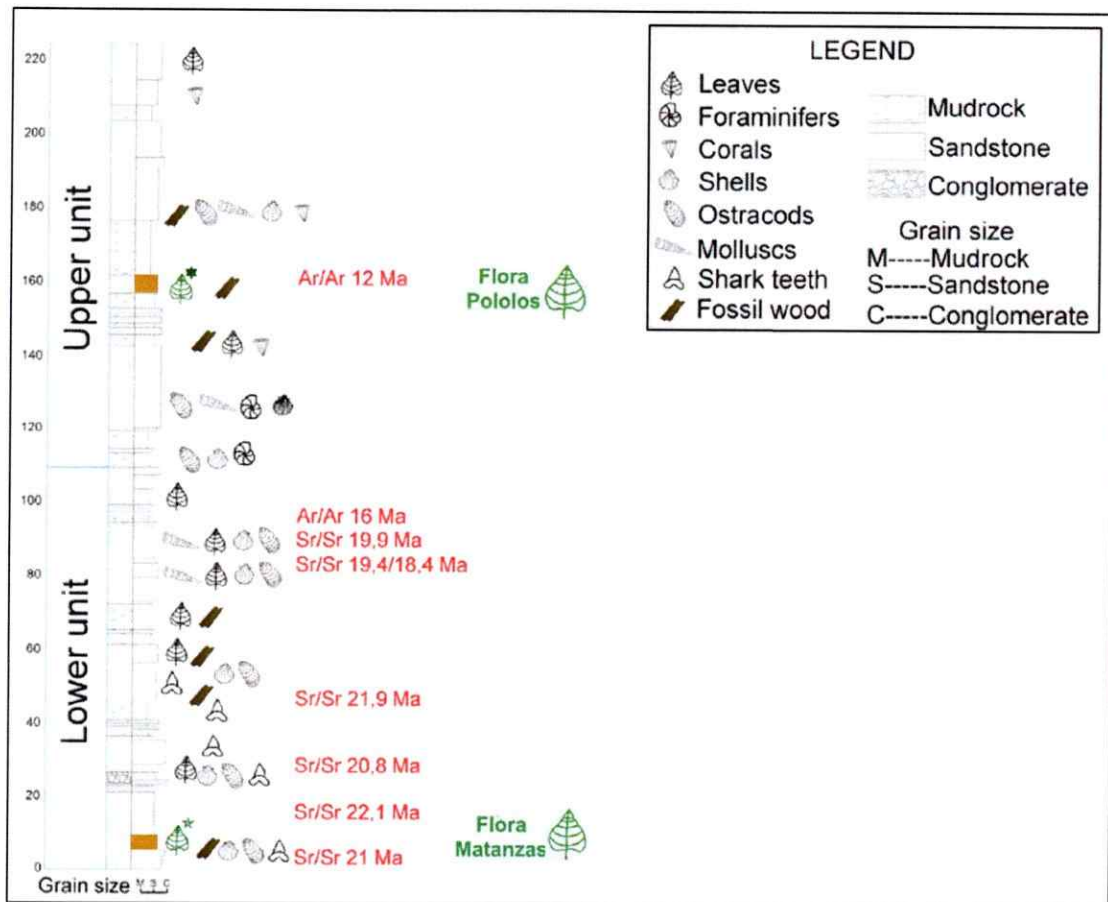 220
200
180
160
140
120
100
80
60
40
20
0
Upper unit
Lower unit
Grain size M S C
Ar/Ar 12 Ma
Ar/Ar 16 Ma
Sr/Sr 19,9 Ma
Sr/Sr 19,4/18,4 Ma
Sr/Sr 21,9 Ma
Sr/Sr 20,8 Ma
Sr/Sr 22,1 Ma
Sr/Sr 21 Ma
Flora
Pololos
Flora
Matanzas
LEGEND
Leaves
Foraminifers
Corals
Shells
Ostracods
Molluscs
Shark teeth
Fossil wood
Mudrock
Sandstone
Conglomerate
Grain size
M-----Mudrock
S-----Sandstone
C-----Conglomerate